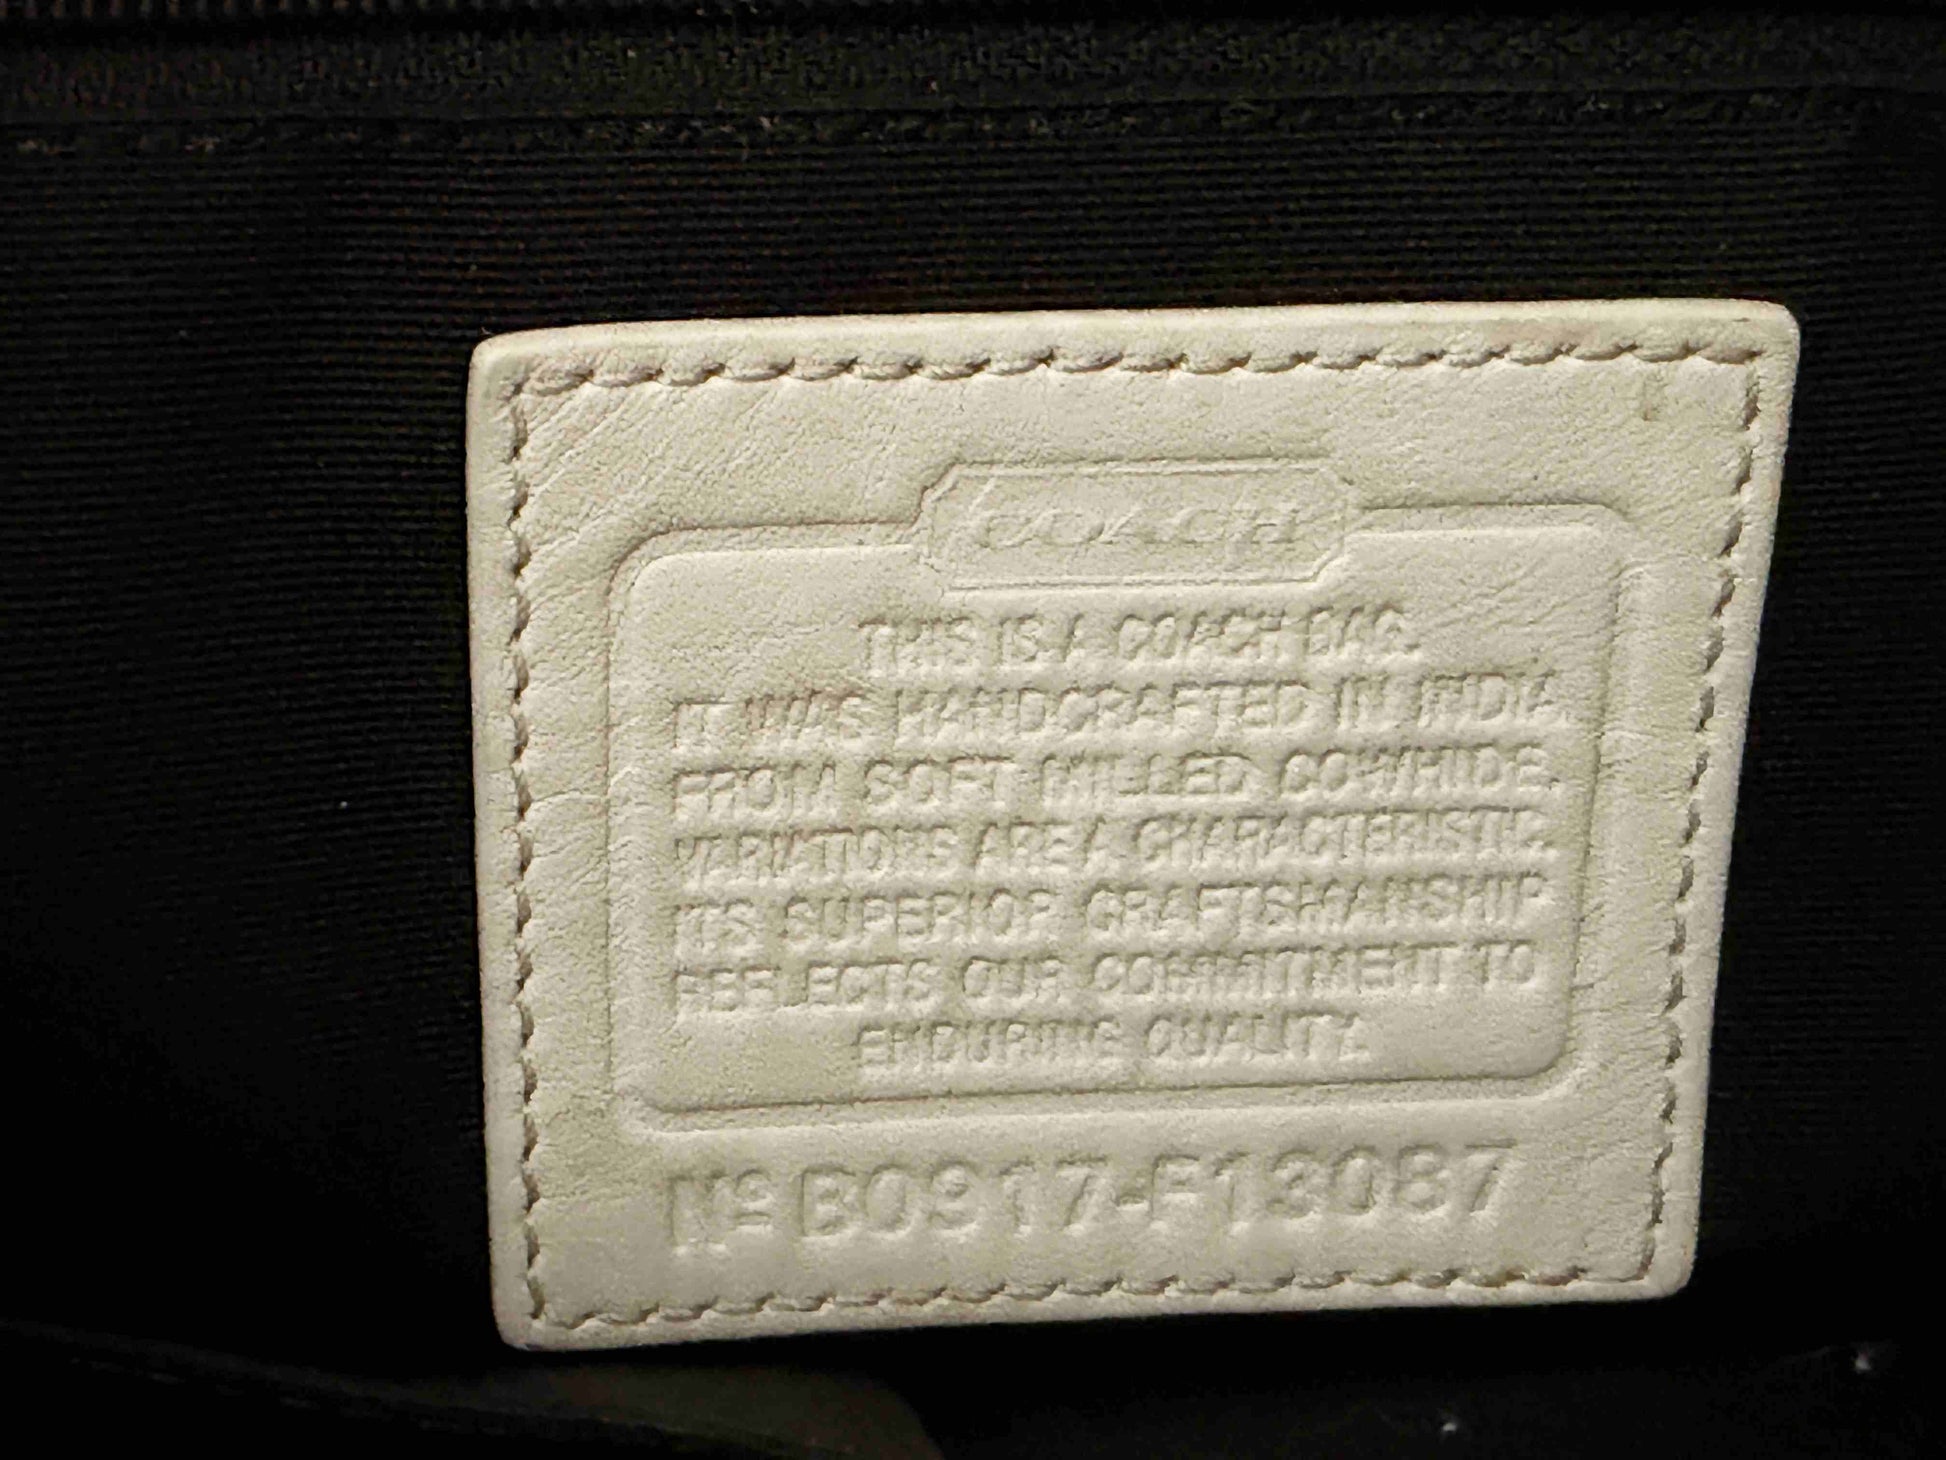 COACH
THIS IS A COACH BAG.
IT WAS HANDCRAFTED IN INDIA
FROM SOFT MILLED COWHIDE.
VARIATIONS ARE A CHARACTERISTIC.
ITS SUPERIOR CRAFTSMANSHIP
REFLECTS OUR COMMITMENT TO
ENDURING QUALITY.
Nº B0917-F13087